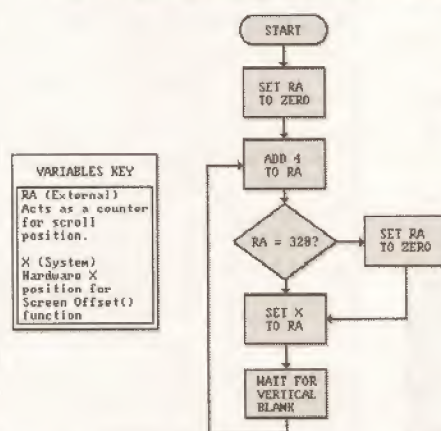 START
SET RA
TO ZERO
ADD 4
TO RA
RA = 320?
SET RA
TO ZERO
SET X
TO RA
WAIT FOR
VERTICAL
BLANK
VARIABLES KEY
RA (External)
Acts as a counter
for scroll
position.
X (System)
Hardware X
position for
Screen Offset()
function